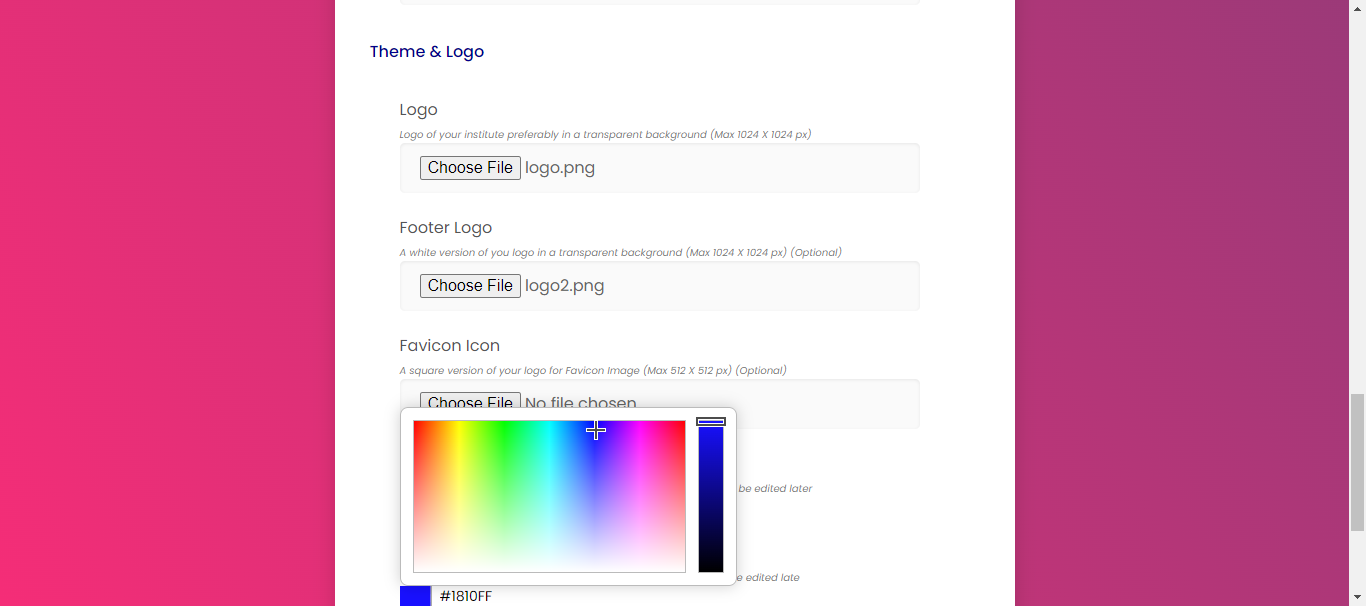 Theme & Logo
Logo
Logo of your institute preferably in a transparent background (Max 1024 X 1024 px)
Choose File logo.png
Footer Logo
A white version of you logo in a transparent background (Max 1024 X 1024 px) (Optional)
Choose File logo2.png
Favicon Icon
A square version of your logo for Favicon Image (Max 512 X 512 px) (Optional)
Choose File No file chosen
be edited later
e edited late
#1810FF